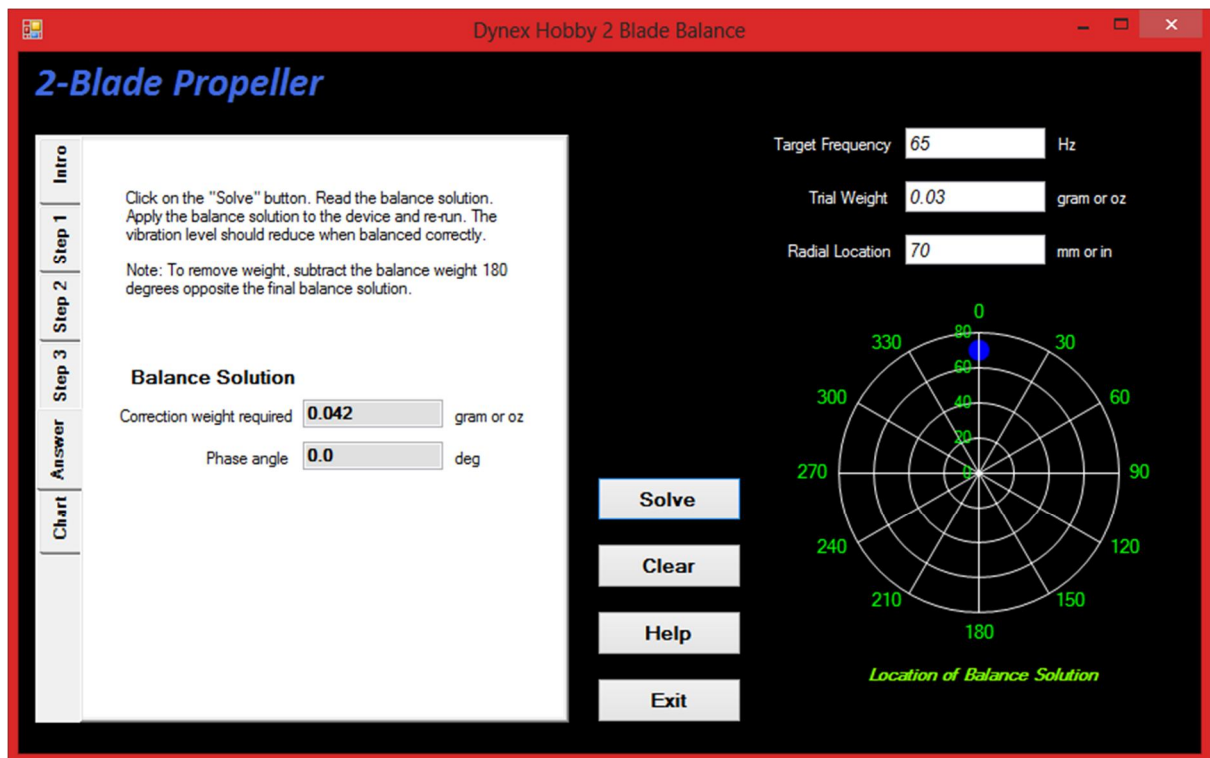 Dynex Hobby 2 Blade Balance
2-Blade Propeller
Intro
Step 1
Step 2
Step 3
Answer
Chart
Click on the "Solve" button. Read the balance solution.
Apply the balance solution to the device and re-run. The
vibration level should reduce when balanced correctly.
Note: To remove weight, subtract the balance weight 180
degrees opposite the final balance solution.
Balance Solution
Correction weight required 0.042 gram or oz
Phase angle 0.0 deg
Solve
Clear
Help
Exit
Target Frequency 65 Hz
Trial Weight 0.03 gram or oz
Radial Location 70 mm or in
0
330 80 30
60
300 40 60
20
270 0 90
240 120
210 150
180
Location of Balance Solution